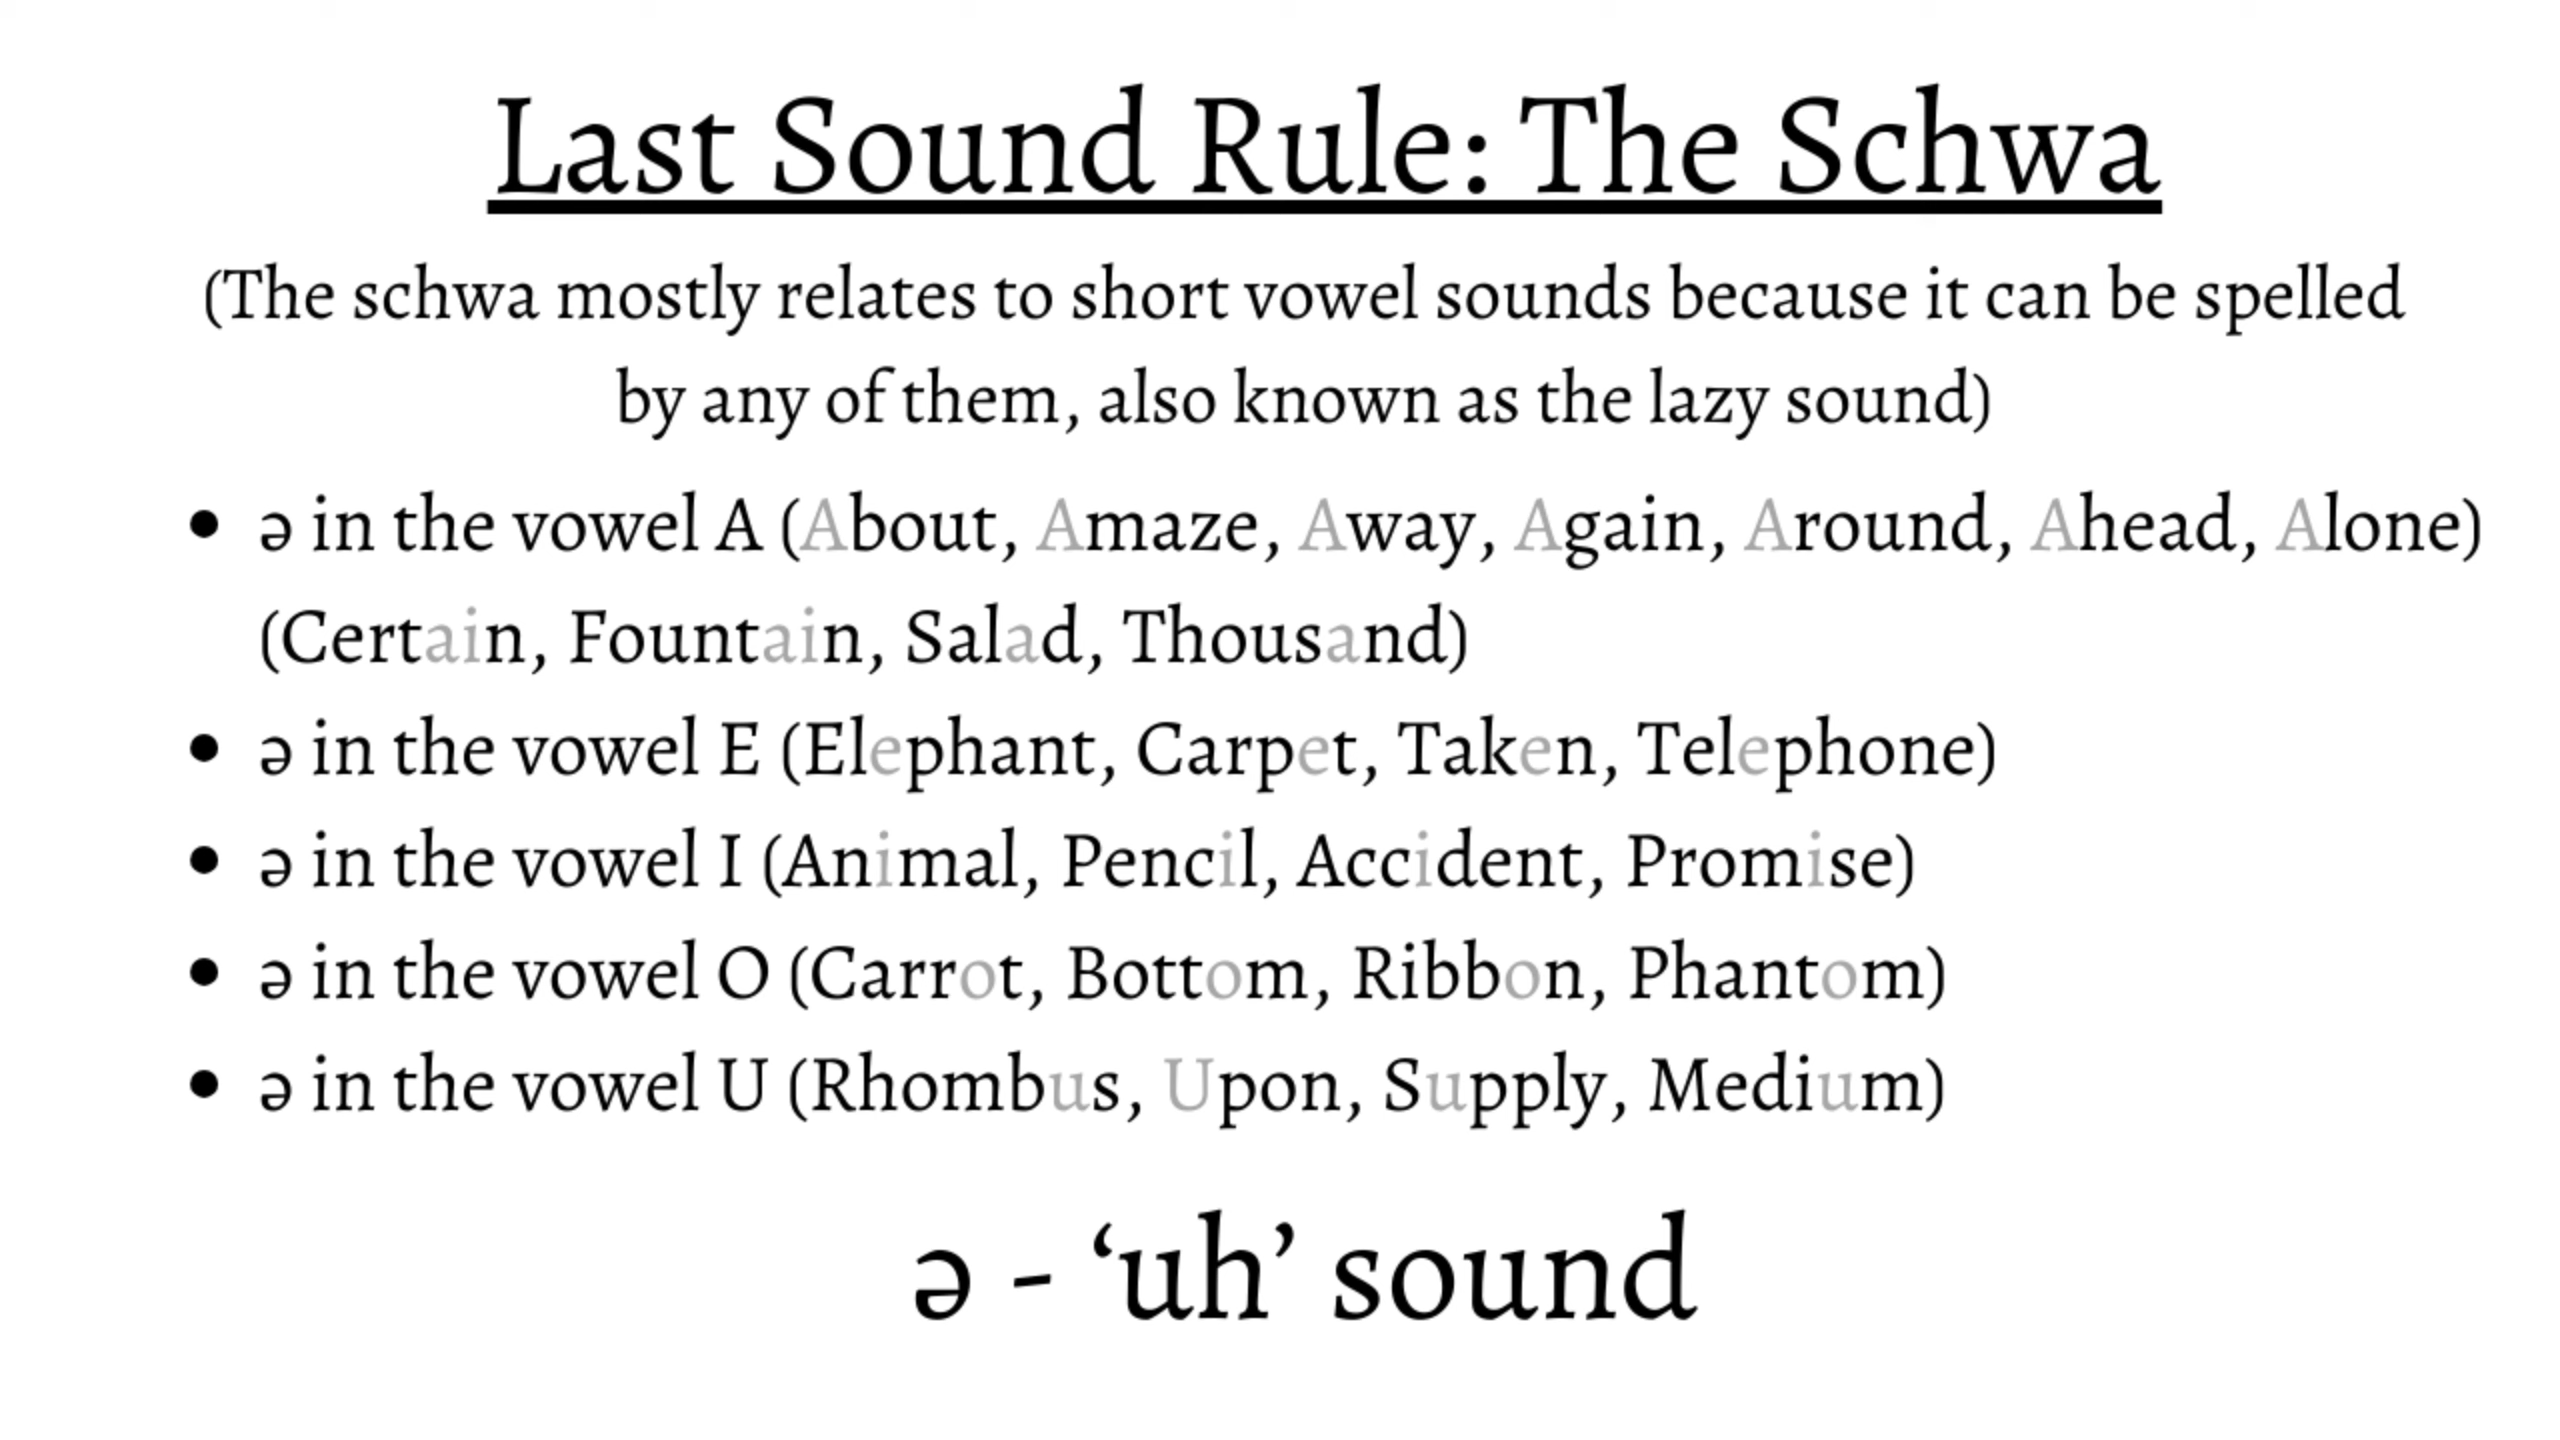 Last Sound Rule: The Schwa
(The schwa mostly relates to short vowel sounds because it can be spelled
by any of them, also known as the lazy sound)
• ə in the vowel A (About, Amaze, Away, Again, Around, Ahead, Alone)
(Certain, Fountain, Salad, Thousand)
• ə in the vowel E (Elephant, Carpet, Taken, Telephone)
• ə in the vowel I (Animal, Pencil, Accident, Promise)
• ə in the vowel O (Carrot, Bottom, Ribbon, Phantom)
• ə in the vowel U (Rhombus, Upon, Supply, Medium)
ə - ‘uh’ sound